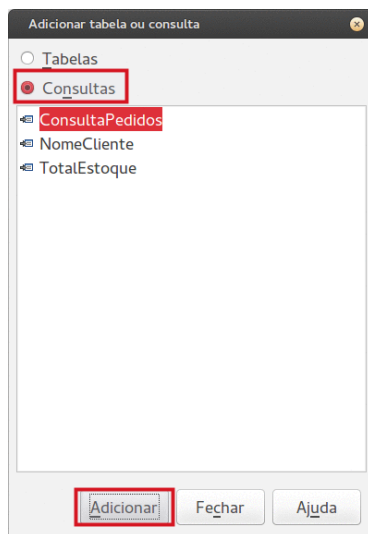 Adicionar tabela ou consulta
Tabelas
Consultas
ConsultaPedidos
NomeCliente
TotalEstoque
Adicionar Fechar Ajuda